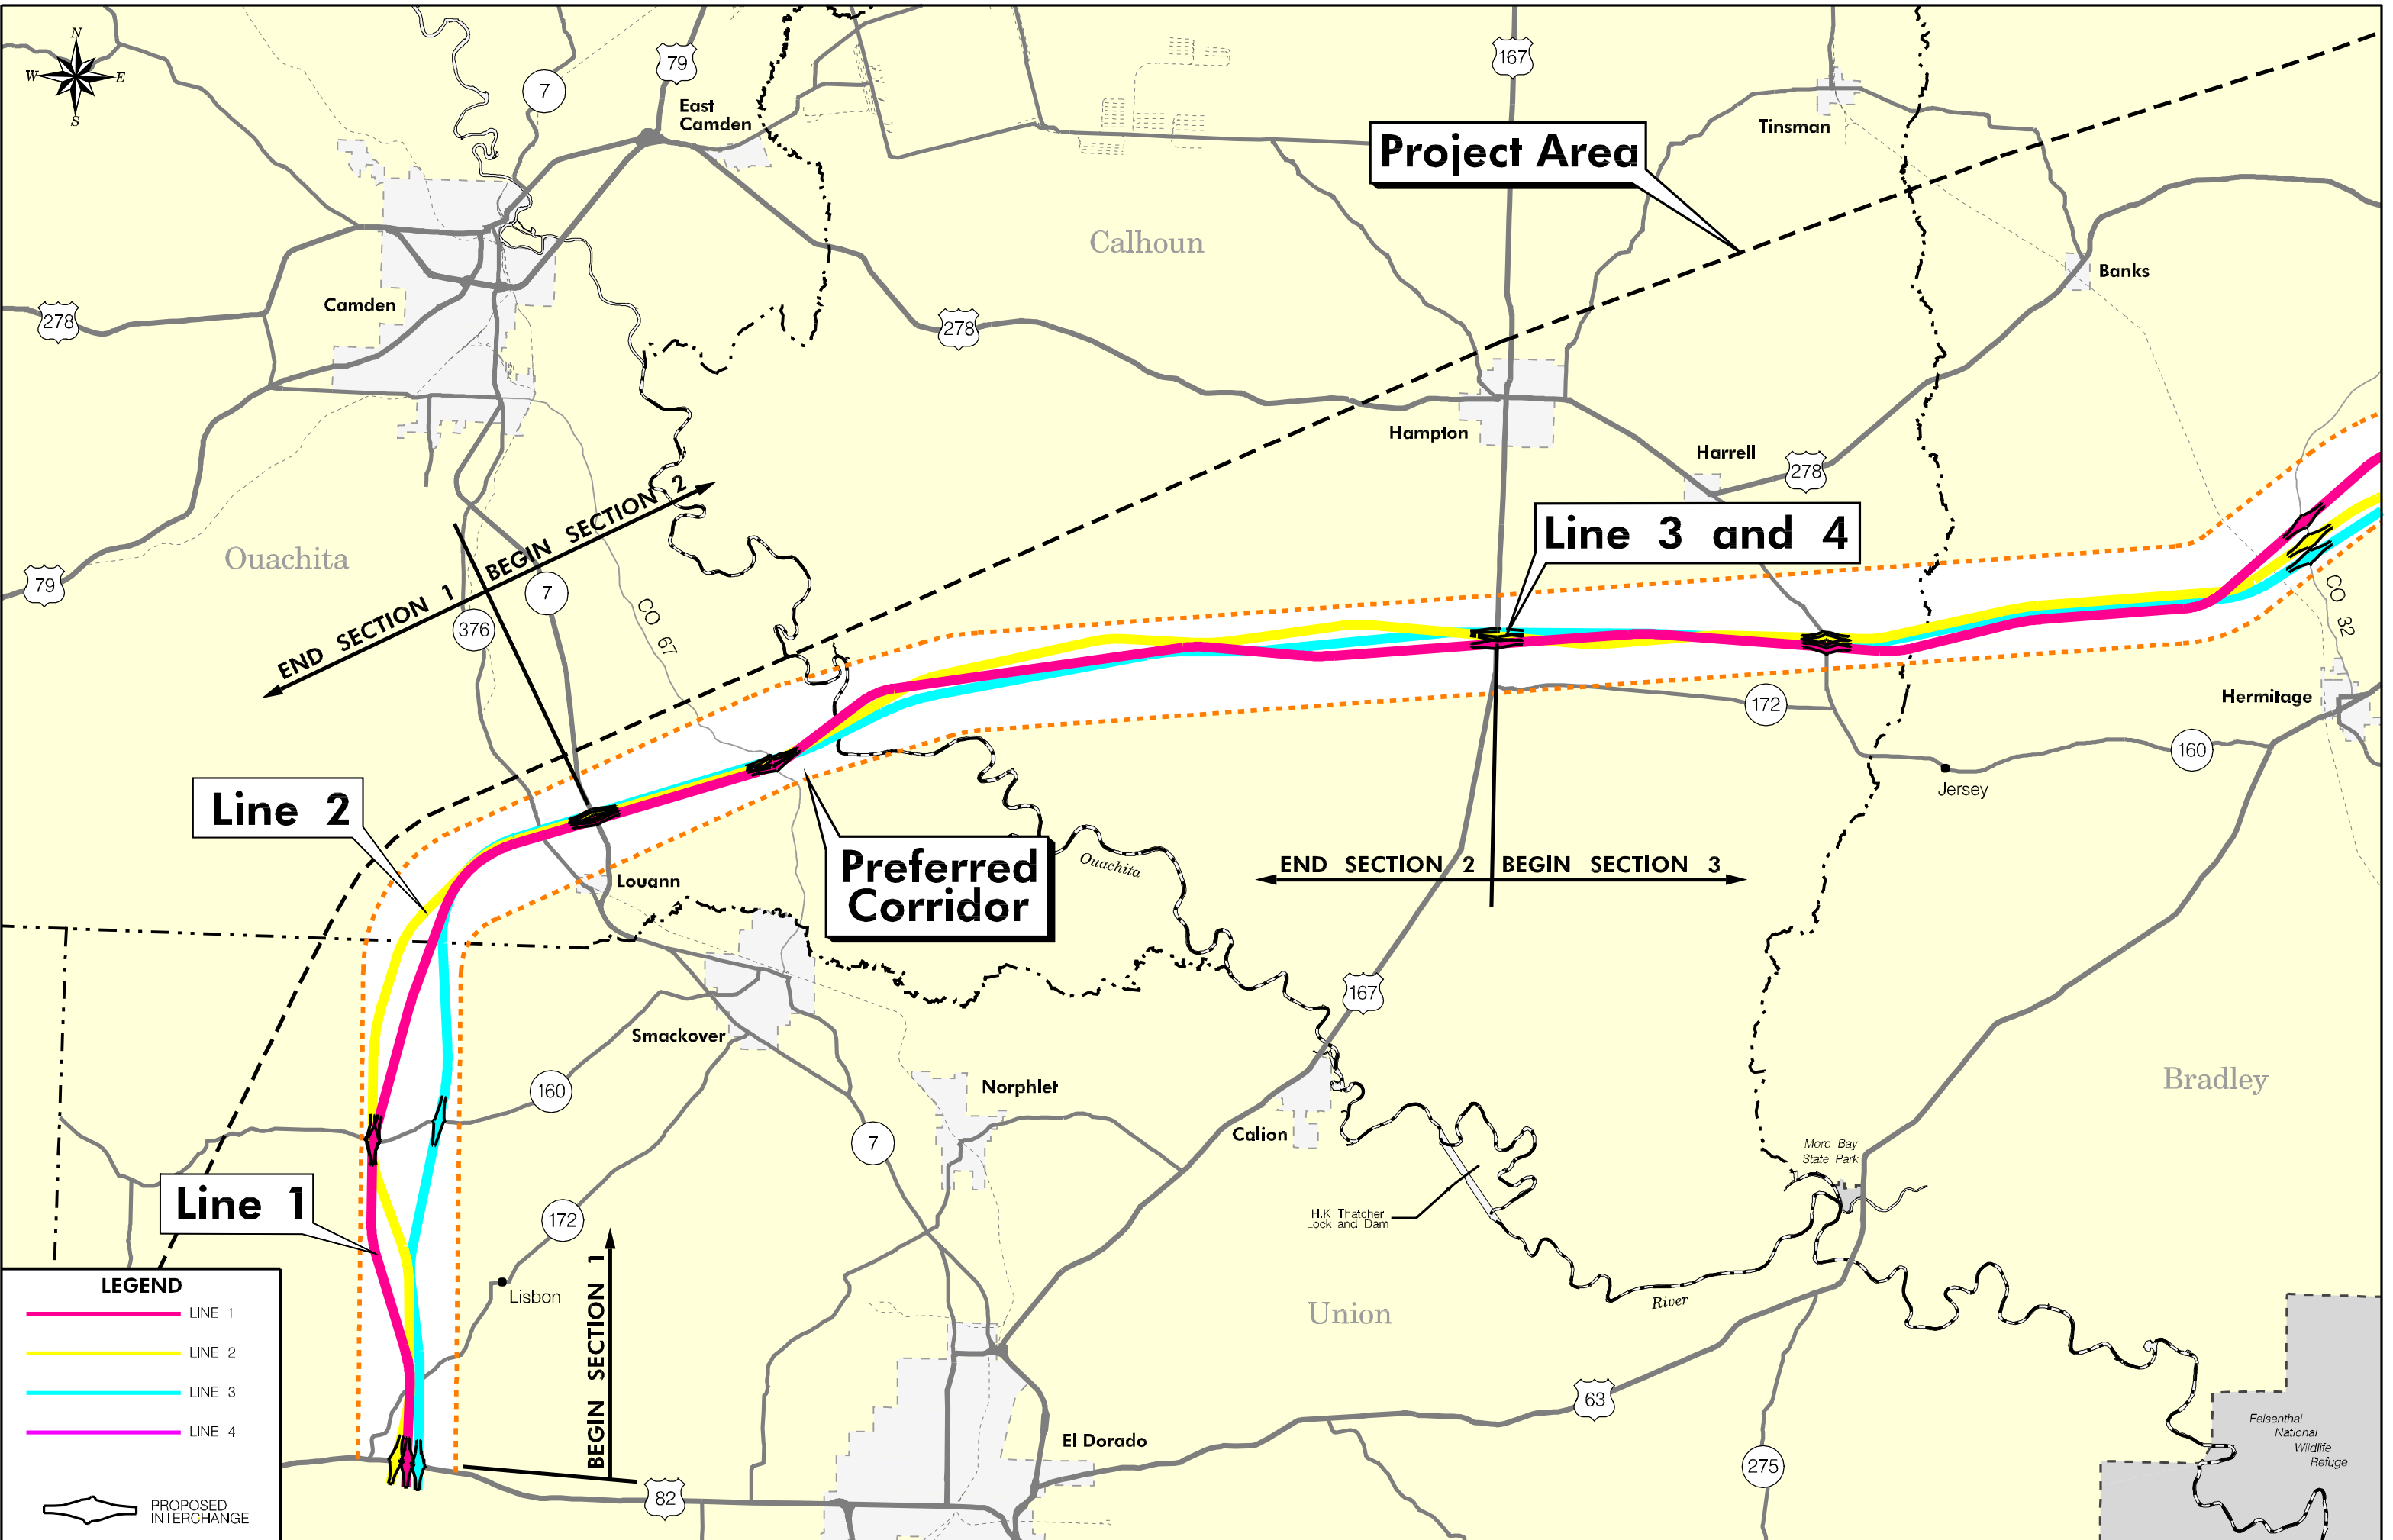 N
W E
S
7
79
East
Camden
167
Tinsman
Project Area
Calhoun
Banks
Camden
278
278
Hampton
Harrell
278
79
Ouachita
END SECTION 1
BEGIN SECTION 2
7
376
CO 67
Line 3 and 4
CO 32
Hermitage
172
160
Jersey
Line 2
Louann
Preferred
Corridor
Ouachita
END SECTION 2
BEGIN SECTION 3
167
Smackover
160
Norphlet
7
Calion
Bradley
Moro Bay
State Park
Line 1
172
H.K Thatcher
Lock and Dam
Lisbon
BEGIN SECTION 1
Union
River
LEGEND
LINE 1
LINE 2
LINE 3
LINE 4
PROPOSED
INTERCHANGE
El Dorado
63
82
275
Felsenthal
National
Wildlife
Refuge